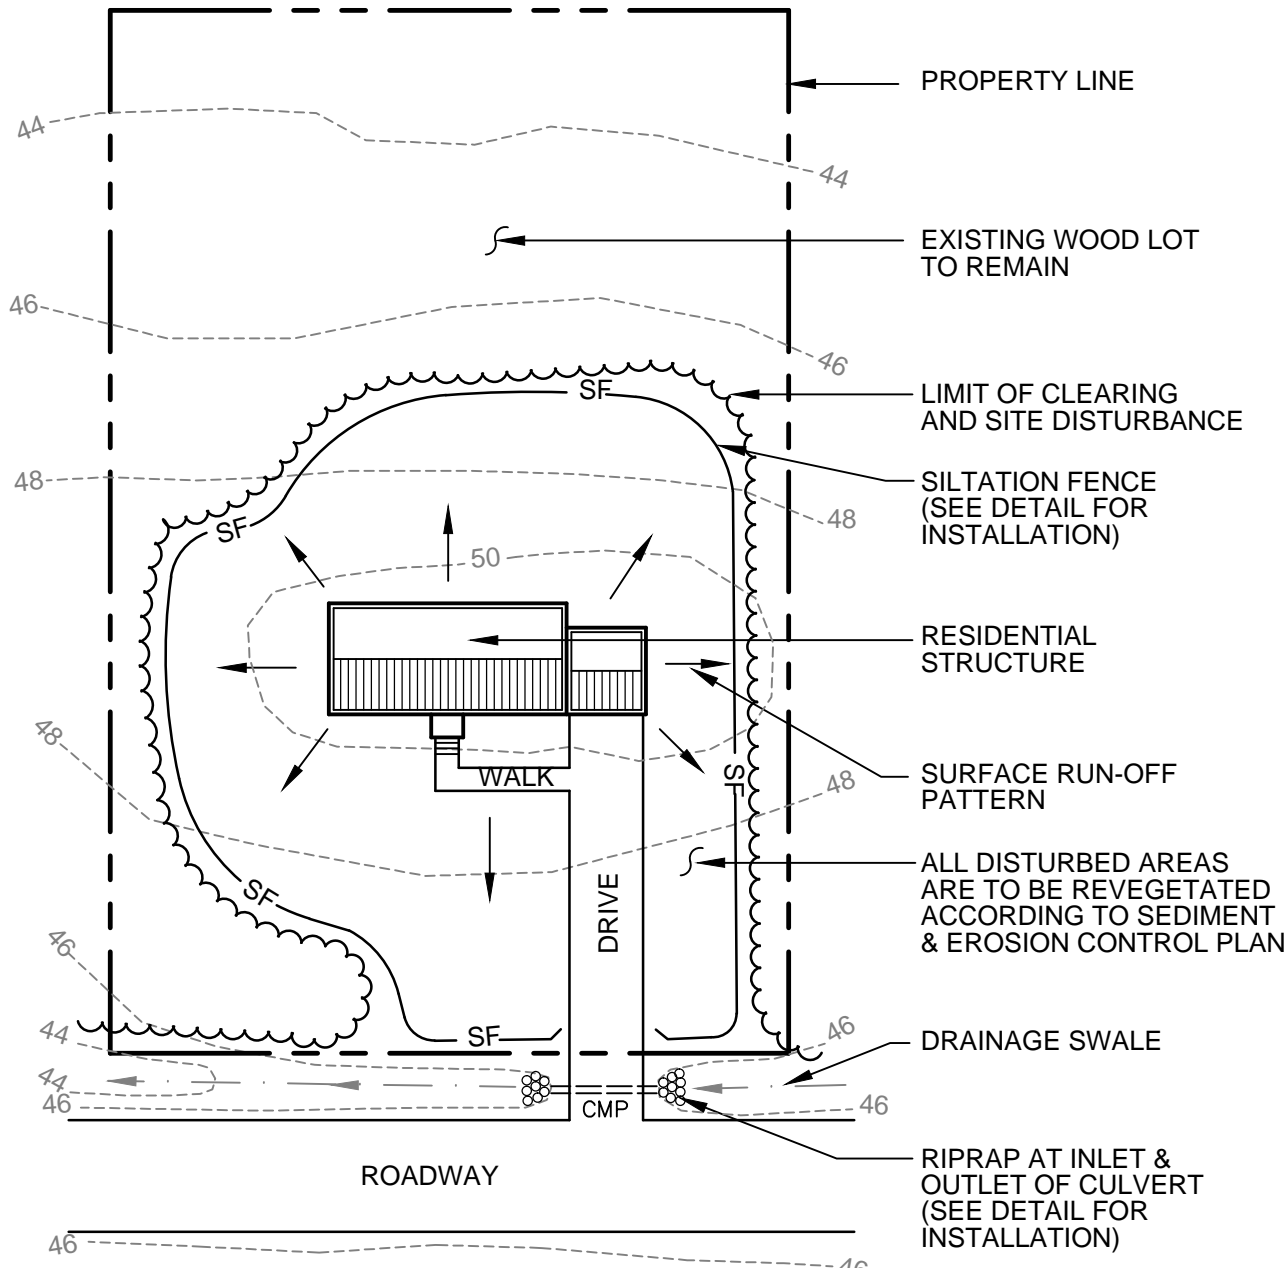 PROPERTY LINE
44
44
EXISTING WOOD LOT
TO REMAIN
46
46
LIMIT OF CLEARING
AND SITE DISTURBANCE
SF
48
48
SILTATION FENCE
(SEE DETAIL FOR
INSTALLATION)
SF
50
RESIDENTIAL
STRUCTURE
48
48
WALK
SF
SURFACE RUN-OFF
PATTERN
ALL DISTURBED AREAS
ARE TO BE REVEGETATED
ACCORDING TO SEDIMENT
& EROSION CONTROL PLAN
SF
DRIVE
46
44
SF
46
DRAINAGE SWALE
44
46
CMP
46
ROADWAY
RIPRAP AT INLET &
OUTLET OF CULVERT
(SEE DETAIL FOR
INSTALLATION)
46
46